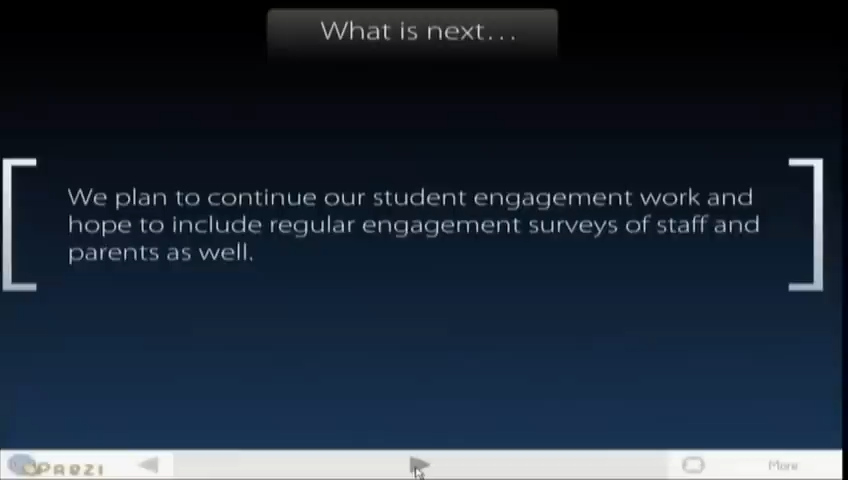 What is next...
We plan to continue our student engagement work and
hope to include regular engagement surveys of staff and
parents as well.
PREZI
More